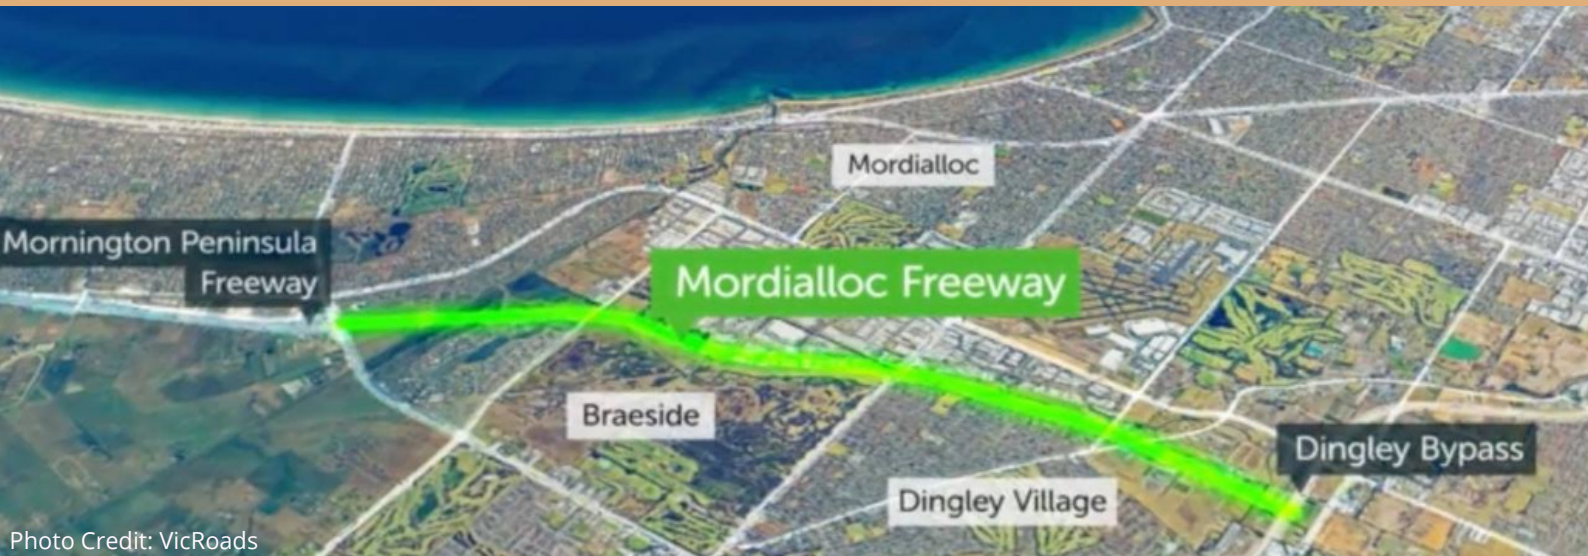 Mordialloc
Mornington Peninsula
Freeway
Mordialloc Freeway
Braeside
Dingley Bypass
Dingley Village
Photo Credit: VicRoads